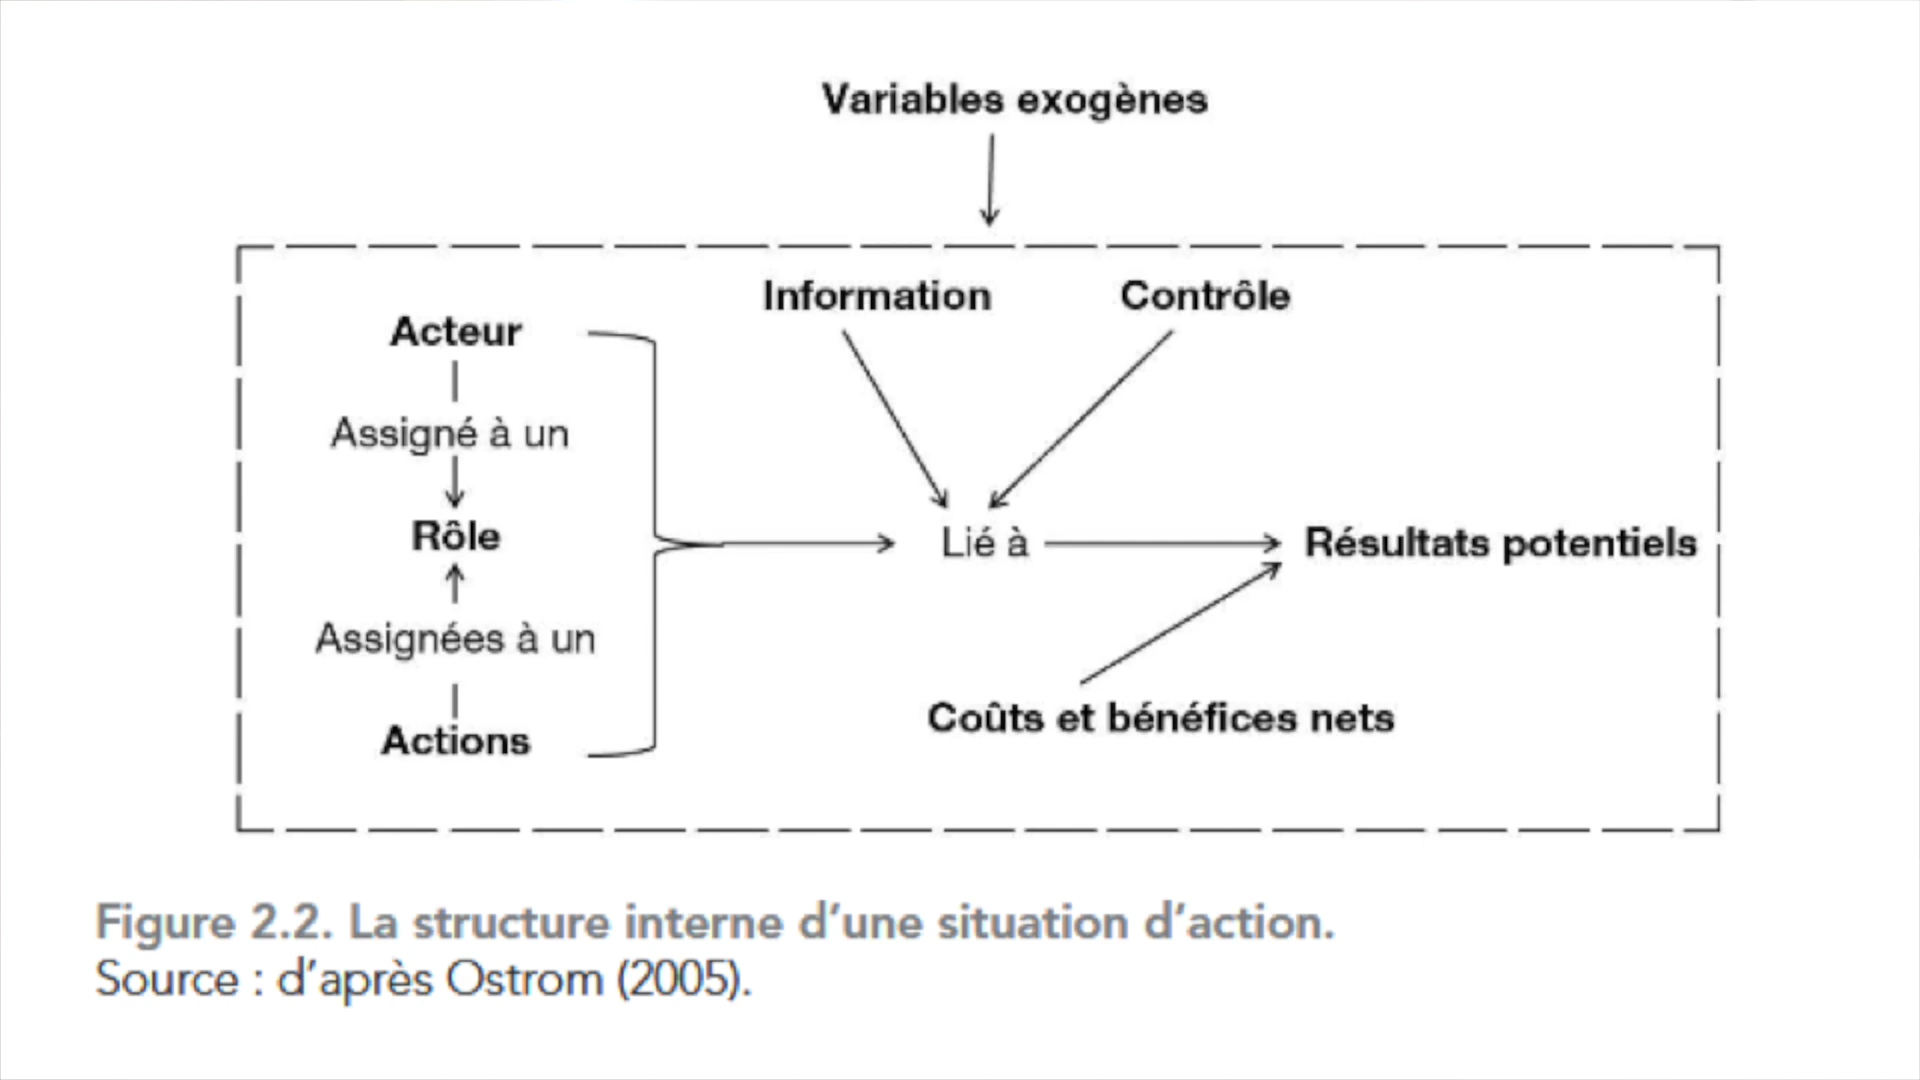 Variables exogènes
Information
Contrôle
Acteur
Assigné à un
Rôle
Lié à
Résultats potentiels
Assignées à un
Coûts et bénéfices nets
Actions
Figure 2.2. La structure interne d’une situation d’action.
Source : d’après Ostrom (2005).